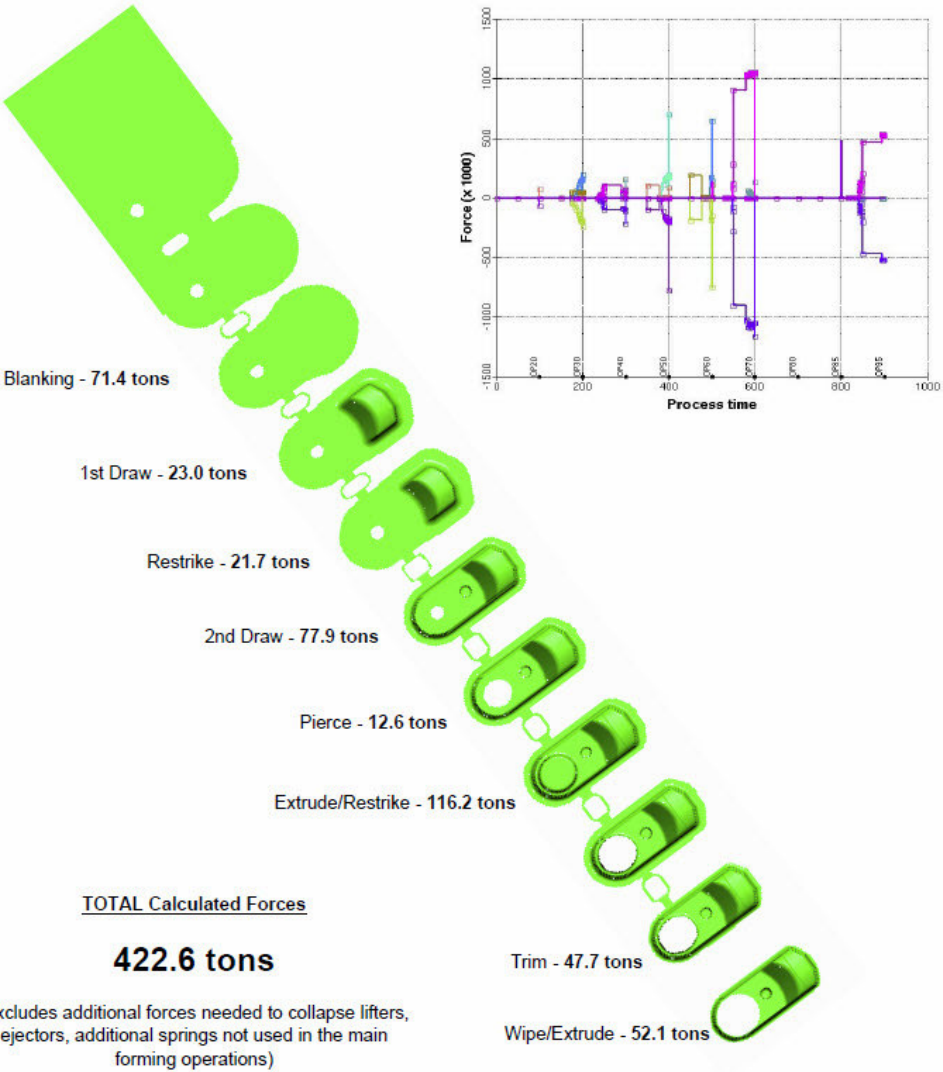 1500
1000
500
0
-500
-1000
-1500
Force (x 1000)
OP20
OP30
OP40
OP50
OP60
OP70
OP80
OP85
OP95
0 200 400 600 800 1000
Process time
Blanking - 71.4 tons
1st Draw - 23.0 tons
Restrike - 21.7 tons
2nd Draw - 77.9 tons
Pierce - 12.6 tons
Extrude/Restrike - 116.2 tons
TOTAL Calculated Forces
422.6 tons
xcludes additional forces needed to collapse lifters,
ejectors, additional springs not used in the main
forming operations)
Trim - 47.7 tons
Wipe/Extrude - 52.1 tons